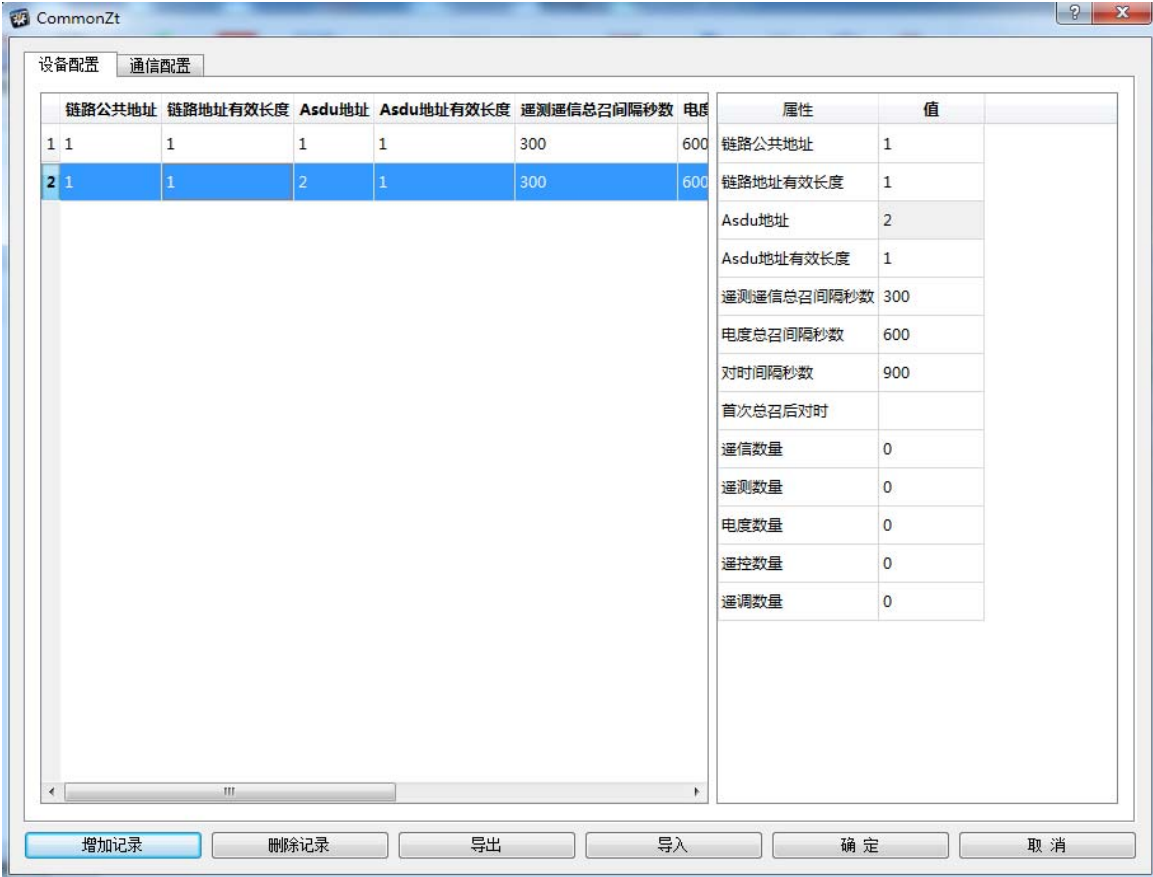 CommonZt
设备配置 通信配置
链路公共地址 链路地址有效长度 Asdu地址 Asdu地址有效长度 遥测遥信总召间隔秒数 电度
1 1 1 1 1 300 600
2 1 1 2 1 300 600
属性 值
链路公共地址 1
链路地址有效长度 1
Asdu地址 2
Asdu地址有效长度 1
遥测遥信总召间隔秒数 300
电度总召间隔秒数 600
对时间隔秒数 900
首次总召后对时
遥信数量 0
遥测数量 0
电度数量 0
遥控数量 0
遥调数量 0
增加记录 删除记录 导出 导入 确定 取消